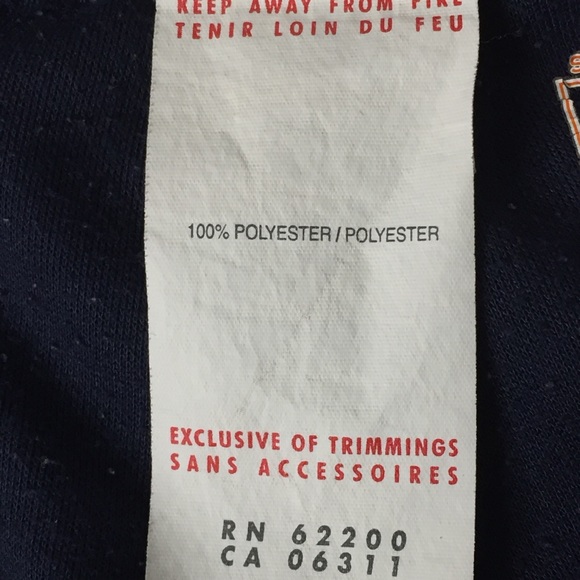 KEEP AWAY FROM FIRE
TENIR LOIN DU FEU
100% POLYESTER / POLYESTER
EXCLUSIVE OF TRIMMINGS
SANS ACCESSOIRES
RN 62200
CA 06311